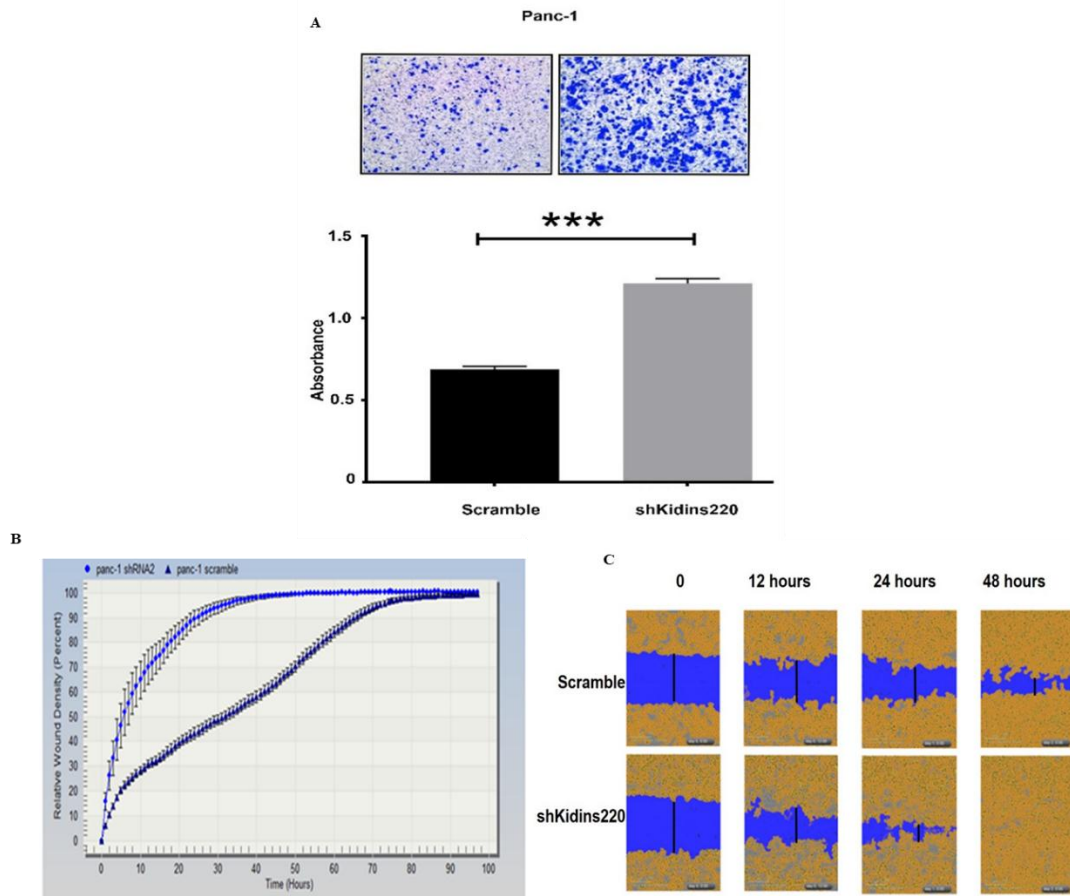 A
Panc-1
***
1.5
1.0
0.5
0
Absorbance
Scramble
shKidins220
B
panc-1 shRNA2 panc-1 scramble
100
90
80
70
60
50
40
30
20
10
0
Relative Wound Density (Percent)
0 10 20 30 40 50 60 70 80 90 100
Time (Hours)
C
0 12 hours 24 hours 48 hours
Scramble
shKidins220